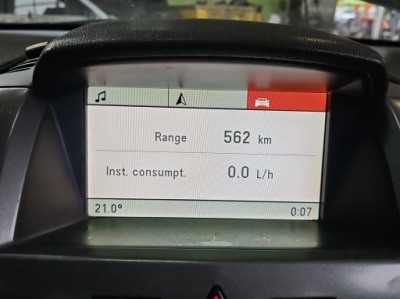 Range 562 km
Inst. consumpt. 0.0 L/h
21.0° 0:07